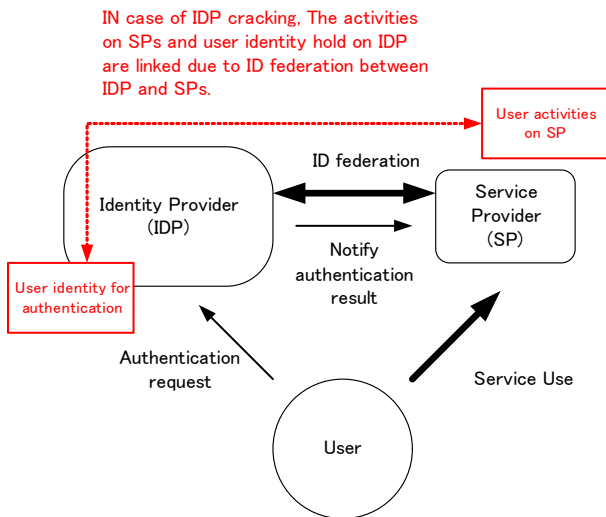 IN case of IDP cracking, The activities
on SPs and user identity hold on IDP
are linked due to ID federation between
IDP and SPs.
User activities
on SP
ID federation
Identity Provider
(IDP)
Service
Provider
(SP)
Notify
authentication
result
User identity for
authentication
Authentication
request
Service Use
User